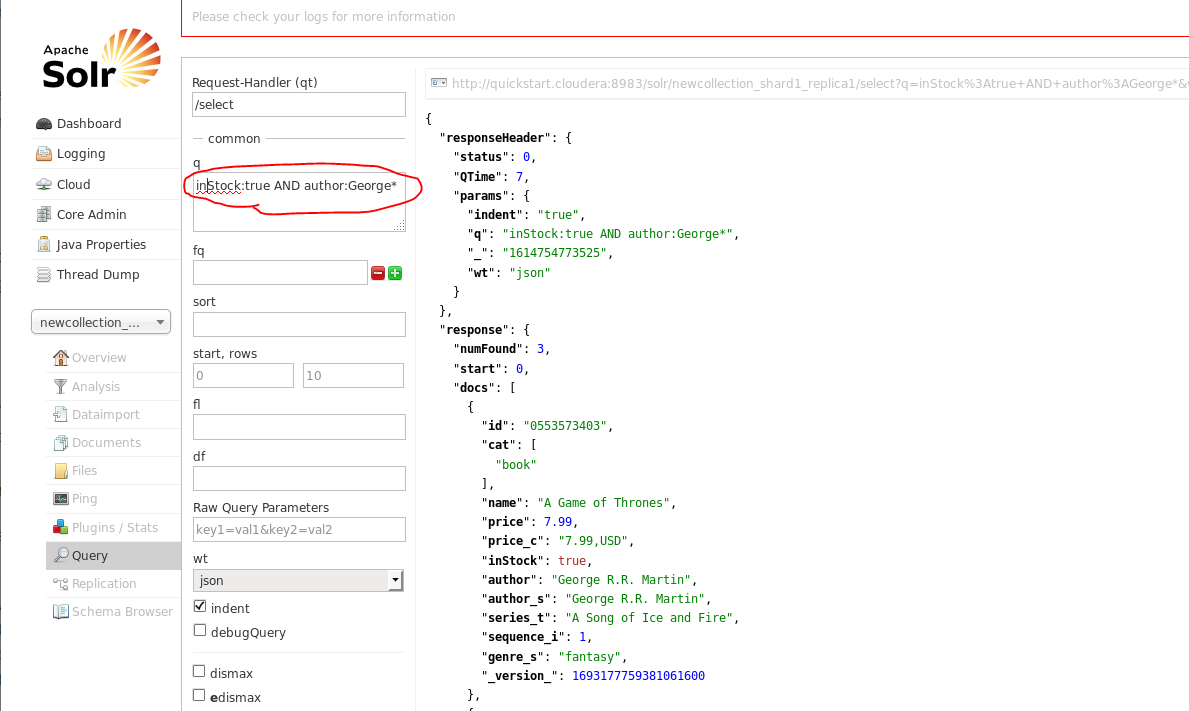 Please check your logs for more information
Apache
Solr
Dashboard
Logging
Cloud
Core Admin
Java Properties
Thread Dump
newcollection_...
Overview
Analysis
Dataimport
Documents
Files
Ping
Plugins / Stats
Query
Replication
Schema Browser
Request-Handler (qt)
/select
common
q
inStock:true AND author:George*
fq
sort
start, rows
0 10
fl
df
Raw Query Parameters
key1=val1&key2=val2
wt
json
indent
debugQuery
dismax
edismax
http://quickstart.cloudera:8983/solr/newcollection_shard1_replica1/select?q=inStock%3Atrue+AND+author%3AGeorge*&
{
"responseHeader": {
"status": 0,
"QTime": 7,
"params": {
"indent": "true",
"q": "inStock:true AND author:George*",
"_": "1614754773525",
"wt": "json"
}
},
"response": {
"numFound": 3,
"start": 0,
"docs": [
{
"id": "0553573403",
"cat": [
"book"
],
"name": "A Game of Thrones",
"price": 7.99,
"price_c": "7.99,USD",
"inStock": true,
"author": "George R.R. Martin",
"author_s": "George R.R. Martin",
"series_t": "A Song of Ice and Fire",
"sequence_i": 1,
"genre_s": "fantasy",
"_version_": 1693177759381061600
},